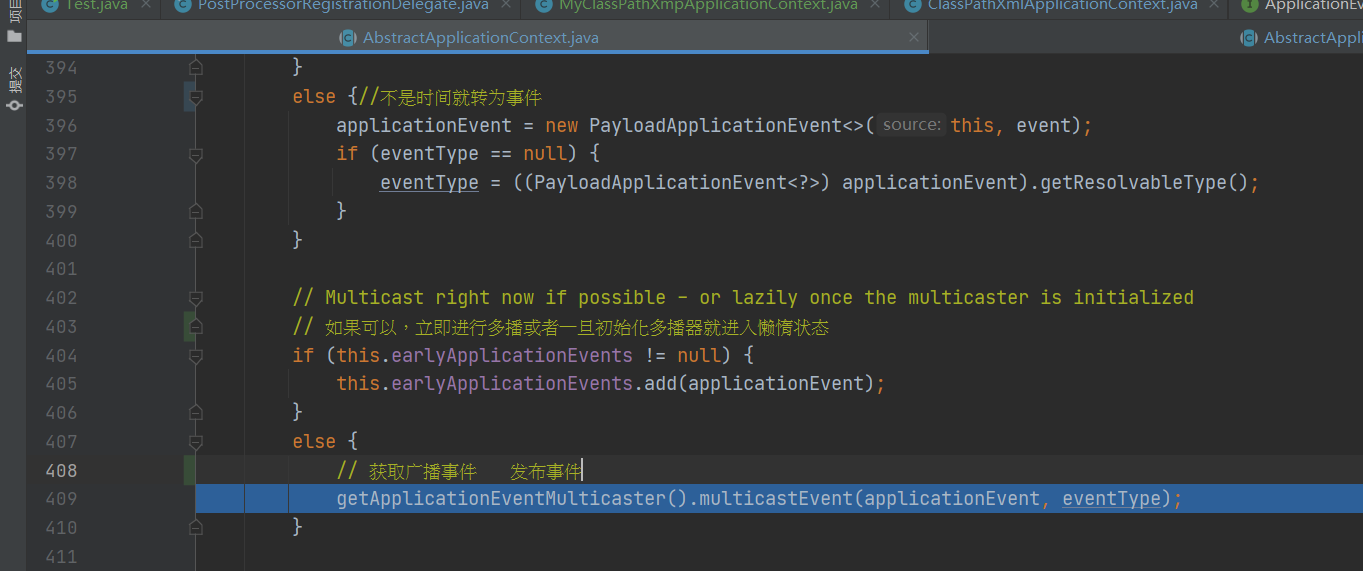 Test.java PostProcessorRegistrationDelegate.java MyClassPathXmpApplicationContext.java ClassPathXmlApplicationContext.java ApplicationEv
AbstractApplicationContext.java AbstractAppli
项目
提交
394 }
395 else {//不是时间就转为事件
396 applicationEvent = new PayloadApplicationEvent<>( source: this, event);
397 if (eventType == null) {
398 eventType = ((PayloadApplicationEvent<?>) applicationEvent).getResolvableType();
399 }
400 }
401
402 // Multicast right now if possible - or lazily once the multicaster is initialized
403 // 如果可以，立即进行多播或者一旦初始化多播器就进入懒惰状态
404 if (this.earlyApplicationEvents != null) {
405 this.earlyApplicationEvents.add(applicationEvent);
406 }
407 else {
408 // 获取广播事件 发布事件
409 getApplicationEventMulticaster().multicastEvent(applicationEvent, eventType);
410 }
411